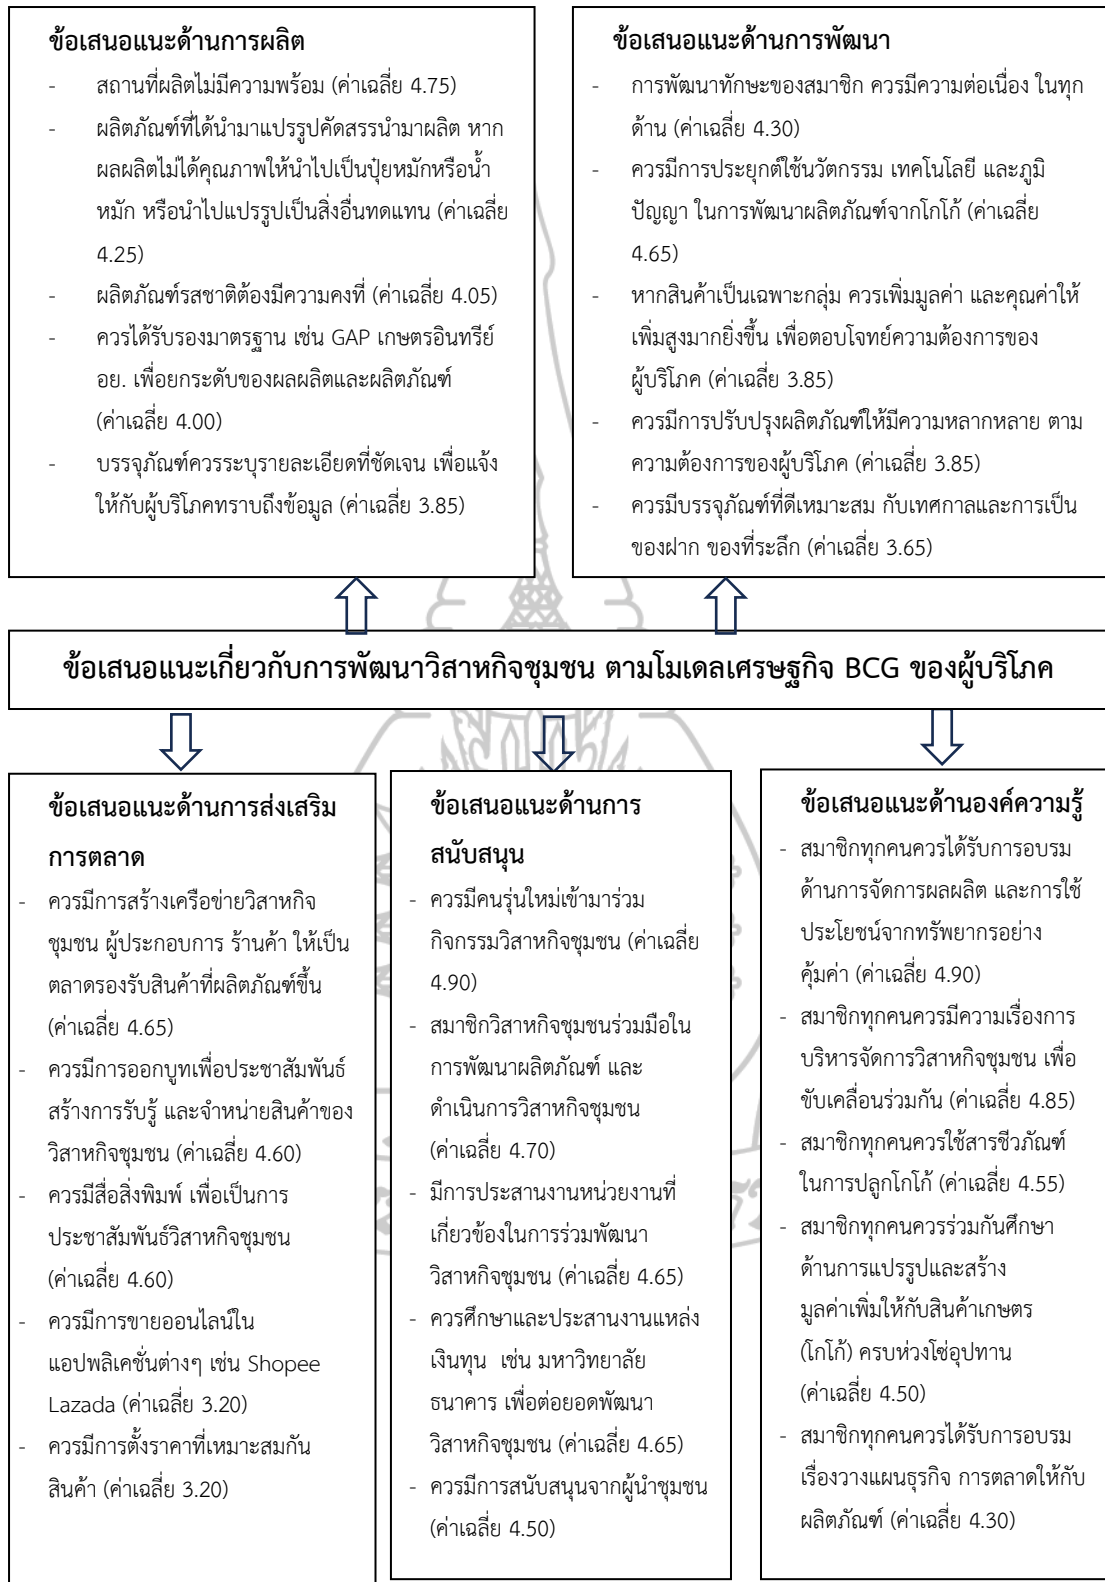 ข้อเสนอแนะด้านการผลิต
- สถานที่ผลิตไม่มีความพร้อม (ค่าเฉลี่ย 4.75)
- ผลิตภัณฑ์ที่ได้นำมาแปรรูปคัดสรรนำมาผลิต หาก
ผลผลิตไม่ได้คุณภาพให้นำไปเป็นปุ๋ยหมักหรือน้ำ
หมัก หรือนำไปแปรรูปเป็นสิ่งอื่นทดแทน (ค่าเฉลี่ย
4.25)
- ผลิตภัณฑ์รสชาติต้องมีความคงที่ (ค่าเฉลี่ย 4.05)
- ควรได้รับรองมาตรฐาน เช่น GAP เกษตรอินทรีย์
อย. เพื่อยกระดับของผลผลิตและผลิตภัณฑ์
(ค่าเฉลี่ย 4.00)
- บรรจุภัณฑ์ควรระบุรายละเอียดที่ชัดเจน เพื่อแจ้ง
ให้กับผู้บริโภคทราบถึงข้อมูล (ค่าเฉลี่ย 3.85)
ข้อเสนอแนะด้านการพัฒนา
- การพัฒนาทักษะของสมาชิก ควรมีความต่อเนื่อง ในทุก
ด้าน (ค่าเฉลี่ย 4.30)
- ควรมีการประยุกต์ใช้นวัตกรรม เทคโนโลยี และภูมิ
ปัญญา ในการพัฒนาผลิตภัณฑ์จากโกโก้ (ค่าเฉลี่ย
4.65)
- หากสินค้าเป็นเฉพาะกลุ่ม ควรเพิ่มมูลค่า และคุณค่าให้
เพิ่มสูงมากยิ่งขึ้น เพื่อตอบโจทย์ความต้องการของ
ผู้บริโภค (ค่าเฉลี่ย 3.85)
- ควรมีการปรับปรุงผลิตภัณฑ์ให้มีความหลากหลาย ตาม
ความต้องการของผู้บริโภค (ค่าเฉลี่ย 3.85)
- ควรมีบรรจุภัณฑ์ที่ดีเหมาะสม กับเทศกาลและการเป็น
ของฝาก ของที่ระลึก (ค่าเฉลี่ย 3.65)
ข้อเสนอแนะเกี่ยวกับการพัฒนาวิสาหกิจชุมชน ตามโมเดลเศรษฐกิจ BCG ของผู้บริโภค
ข้อเสนอแนะด้านการส่งเสริม
การตลาด
- ควรมีการสร้างเครือข่ายวิสาหกิจ
ชุมชน ผู้ประกอบการ ร้านค้า ให้เป็น
ตลาดรองรับสินค้าที่ผลิตภัณฑ์ขึ้น
(ค่าเฉลี่ย 4.65)
- ควรมีการออกบูทเพื่อประชาสัมพันธ์
สร้างการรับรู้ และจำหน่ายสินค้าของ
วิสาหกิจชุมชน (ค่าเฉลี่ย 4.60)
- ควรมีสื่อสิ่งพิมพ์ เพื่อเป็นการ
ประชาสัมพันธ์วิสาหกิจชุมชน
(ค่าเฉลี่ย 4.60)
- ควรมีการขายออนไลน์ใน
แอปพลิเคชั่นต่างๆ เช่น Shopee
Lazada (ค่าเฉลี่ย 3.20)
- ควรมีการตั้งราคาที่เหมาะสมกัน
สินค้า (ค่าเฉลี่ย 3.20)
ข้อเสนอแนะด้านการ
สนับสนุน
- ควรมีคนรุ่นใหม่เข้ามาร่วม
กิจกรรมวิสาหกิจชุมชน (ค่าเฉลี่ย
4.90)
- สมาชิกวิสาหกิจชุมชนร่วมมือใน
การพัฒนาผลิตภัณฑ์ และ
ดำเนินการวิสาหกิจชุมชน
(ค่าเฉลี่ย 4.70)
- มีการประสานงานหน่วยงานที่
เกี่ยวข้องในการร่วมพัฒนา
วิสาหกิจชุมชน (ค่าเฉลี่ย 4.65)
- ควรศึกษาและประสานงานแหล่ง
เงินทุน เช่น มหาวิทยาลัย
ธนาคาร เพื่อต่อยอดพัฒนา
วิสาหกิจชุมชน (ค่าเฉลี่ย 4.65)
- ควรมีการสนับสนุนจากผู้นำชุมชน
(ค่าเฉลี่ย 4.50)
ข้อเสนอแนะด้านองค์ความรู้
- สมาชิกทุกคนควรได้รับการอบรม
ด้านการจัดการผลผลิต และการใช้
ประโยชน์จากทรัพยากรอย่าง
คุ้มค่า (ค่าเฉลี่ย 4.90)
- สมาชิกทุกคนควรมีความเรื่องการ
บริหารจัดการวิสาหกิจชุมชน เพื่อ
ขับเคลื่อนร่วมกัน (ค่าเฉลี่ย 4.85)
- สมาชิกทุกคนควรใช้สารชีวภัณฑ์
ในการปลูกโกโก้ (ค่าเฉลี่ย 4.55)
- สมาชิกทุกคนควรร่วมกันศึกษา
ด้านการแปรรูปและสร้าง
มูลค่าเพิ่มให้กับสินค้าเกษตร
(โกโก้) ครบห่วงโซ่อุปทาน
(ค่าเฉลี่ย 4.50)
- สมาชิกทุกคนควรได้รับการอบรม
เรื่องวางแผนธุรกิจ การตลาดให้กับ
ผลิตภัณฑ์ (ค่าเฉลี่ย 4.30)